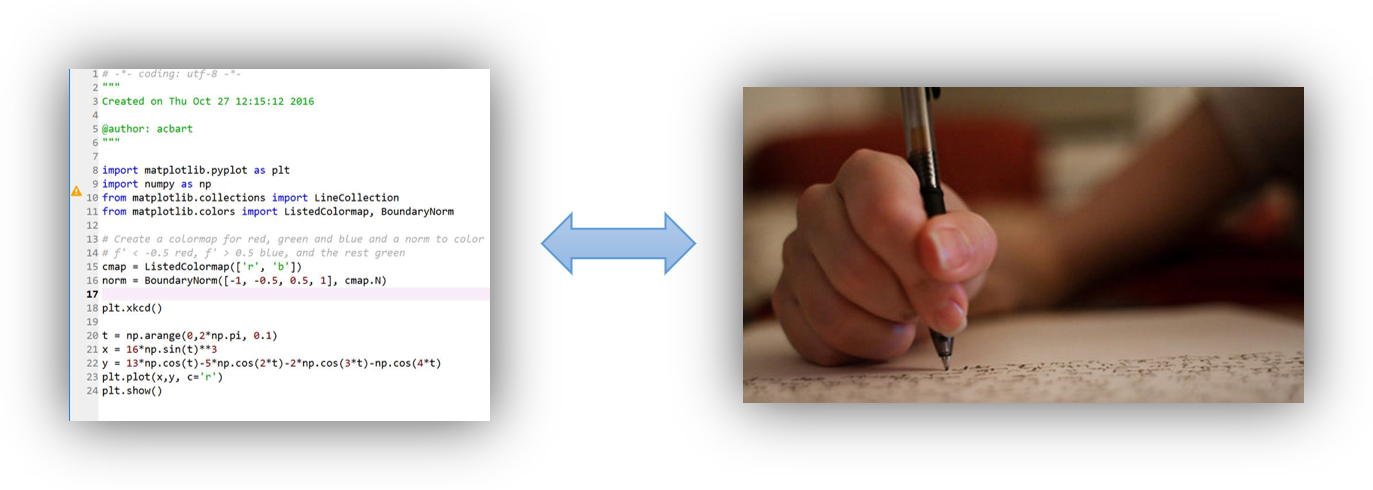 1 # -*- coding: utf-8 -*-
2 """
3 Created on Thu Oct 27 12:15:12 2016
4
5 @author: acbart
6 """
7
8 import matplotlib.pyplot as plt
9 import numpy as np
10 from matplotlib.collections import LineCollection
11 from matplotlib.colors import ListedColormap, BoundaryNorm
12
13 # Create a colormap for red, green and blue and a norm to color
14 # f' < -0.5 red, f' > 0.5 blue, and the rest green
15 cmap = ListedColormap(['r', 'b'])
16 norm = BoundaryNorm([-1, -0.5, 0.5, 1], cmap.N)
17
18 plt.xkcd()
19
20 t = np.arange(0,2*np.pi, 0.1)
21 x = 16*np.sin(t)**3
22 y = 13*np.cos(t)-5*np.cos(2*t)-2*np.cos(3*t)-np.cos(4*t)
23 plt.plot(x,y, c='r')
24 plt.show()